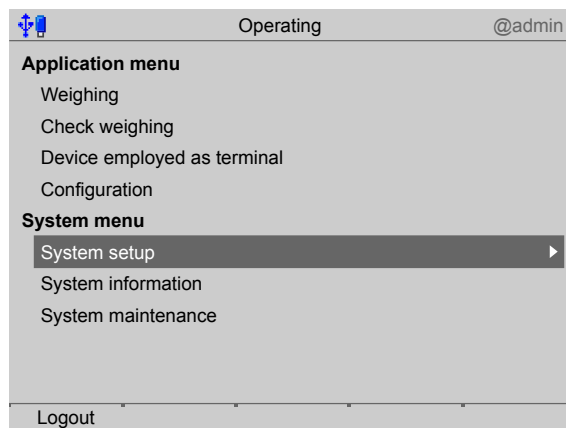 Operating
@admin
Application menu
Weighing
Check weighing
Device employed as terminal
Configuration
System menu
System setup
System information
System maintenance
Logout